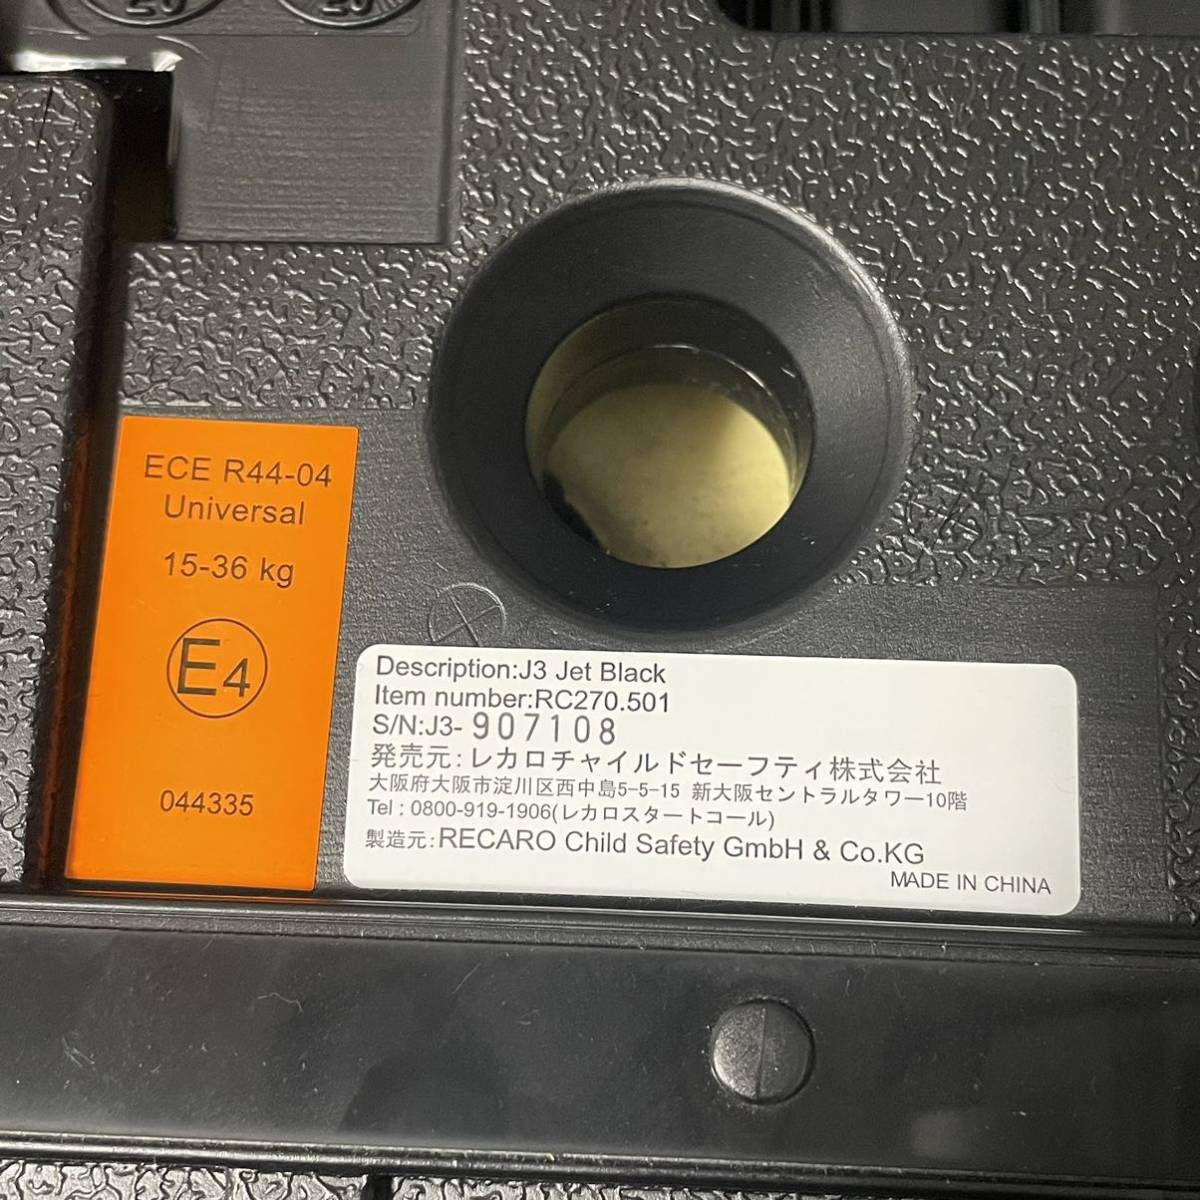 ECE R44-04
Universal
15-36 kg
E4
044335
Description:J3 Jet Black
Item number:RC270.501
S/N:J3-907108
発売元:レカロチャイルドセーフティ株式会社
大阪府大阪市淀川区西中島5-5-15 新大阪セントラルタワー10階
Tel : 0800-919-1906(レカロスタートコール)
製造元:RECARO Child Safety GmbH & Co.KG
MADE IN CHINA